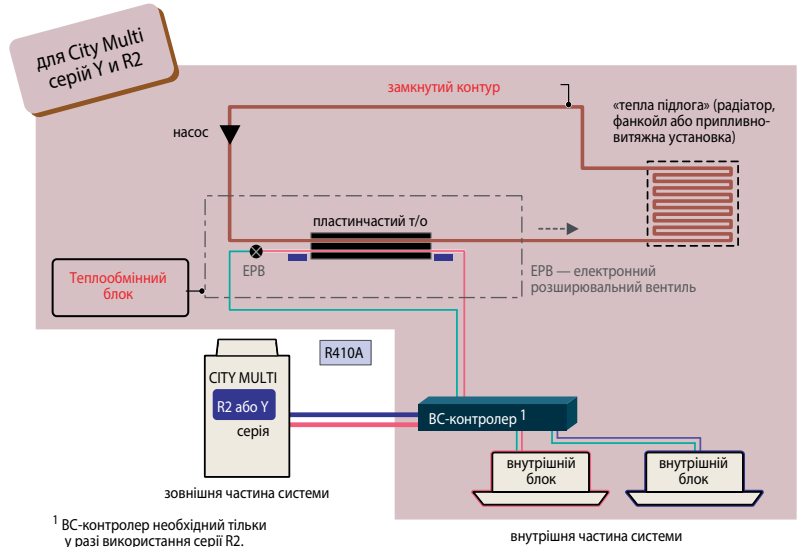 для City Multi
серій Y и R2
замкнутий контур
«тепла підлога» (радіатор,
фанкойл або припливно-
витяжна установка)
насос
пластинчастий т/о
ЕРВ
ЕРВ — електронний
розширювальний вентиль
Теплообмінний
блок
R410A
CITY MULTI
R2 або Y
серія
ВС-контролер 1
внутрішній
блок
внутрішній
блок
зовнішня частина системи
1 ВС-контролер необхідний тільки
у разі використання серії R2.
внутрішня частина системи